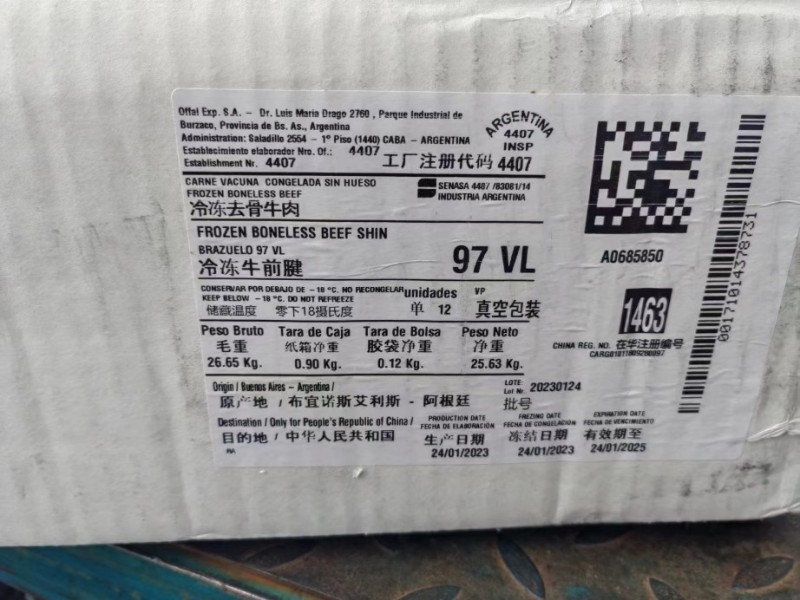 Offal Exp. S.A. – Dr. Luis Maria Drago 2760, Parque Industrial de
Burzaco, Provincia de Bs. As., Argentina
Administration: Saladillo 2554 – 1º Piso (1440) CABA – ARGENTINA
Establecimiento elaborador Nro. Of.: 4407
Establishment Nr. 4407
工厂注册代码 4407
ARGENTINA
4407
INSP
CARNE VACUNA CONGELADA SIN HUESO
FROZEN BONELESS BEEF
冷冻去骨牛肉
SENASA 4407 /83081/14
INDUSTRIA ARGENTINA
FROZEN BONELESS BEEF SHIN
BRAZUELO 97 VL
冷冻牛前腱
97 VL
CONSERVAR POR DEBAJO DE – 18 °C. NO RECONGELAR
KEEP BELOW – 18 °C. DO NOT REFREEZE
储藏温度 零下18摄氏度
unidades
单 12
VP
真空包装
Peso Bruto Tara de Caja Tara de Bolsa Peso Neto
毛重 纸箱净重 胶袋净重 净重
26.65 Kg. 0.90 Kg. 0.12 Kg. 25.63 Kg.
Origin / Buenos Aires – Argentina /
原产地 / 布宜诺斯艾利斯 - 阿根廷
LOTE:
Lot Nr. 20230124
批号
Destination / Only for People's Republic of China /
目的地 / 中华人民共和国
PRODUCTION DATE
FECHA DE ELABORACIÓN
生产日期
24/01/2023
FREEZING DATE
FECHA DE CONGELACIÓN
冻结日期
24/01/2023
EXPIRATION DATE
FECHA DE VENCIMIENTO
有效期至
24/01/2025
A0685850
1463
CHINA REG. NO. 在华注册编号
001710143787​31